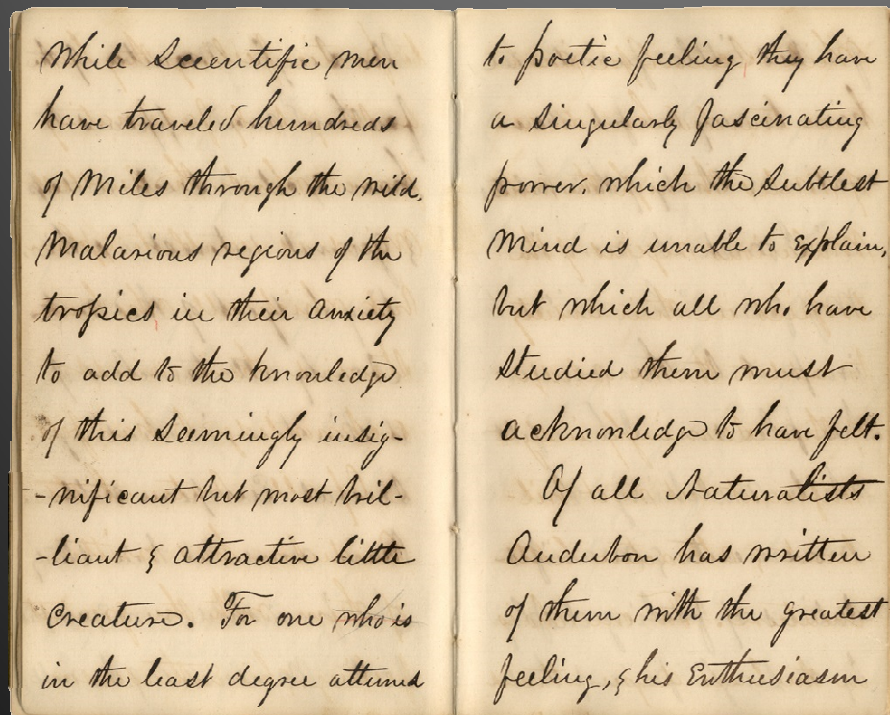 While Scientific men
have traveled hundreds
of Miles through the wild,
Malarious regions of the
tropics in their anxiety
to add to the knowledge
of this seemingly insig-
-nificant but most bril-
-liant & attractive little
creature. For one who is
in the least degree attuned
to poetic feeling they have
a singularly fascinating
power, which the subtlest
Mind is unable to explain,
but which all who have
studied them must
acknowledge to have felt.
Of all Naturalists
Audubon has written
of them with the greatest
feeling, & his Enthusiasm